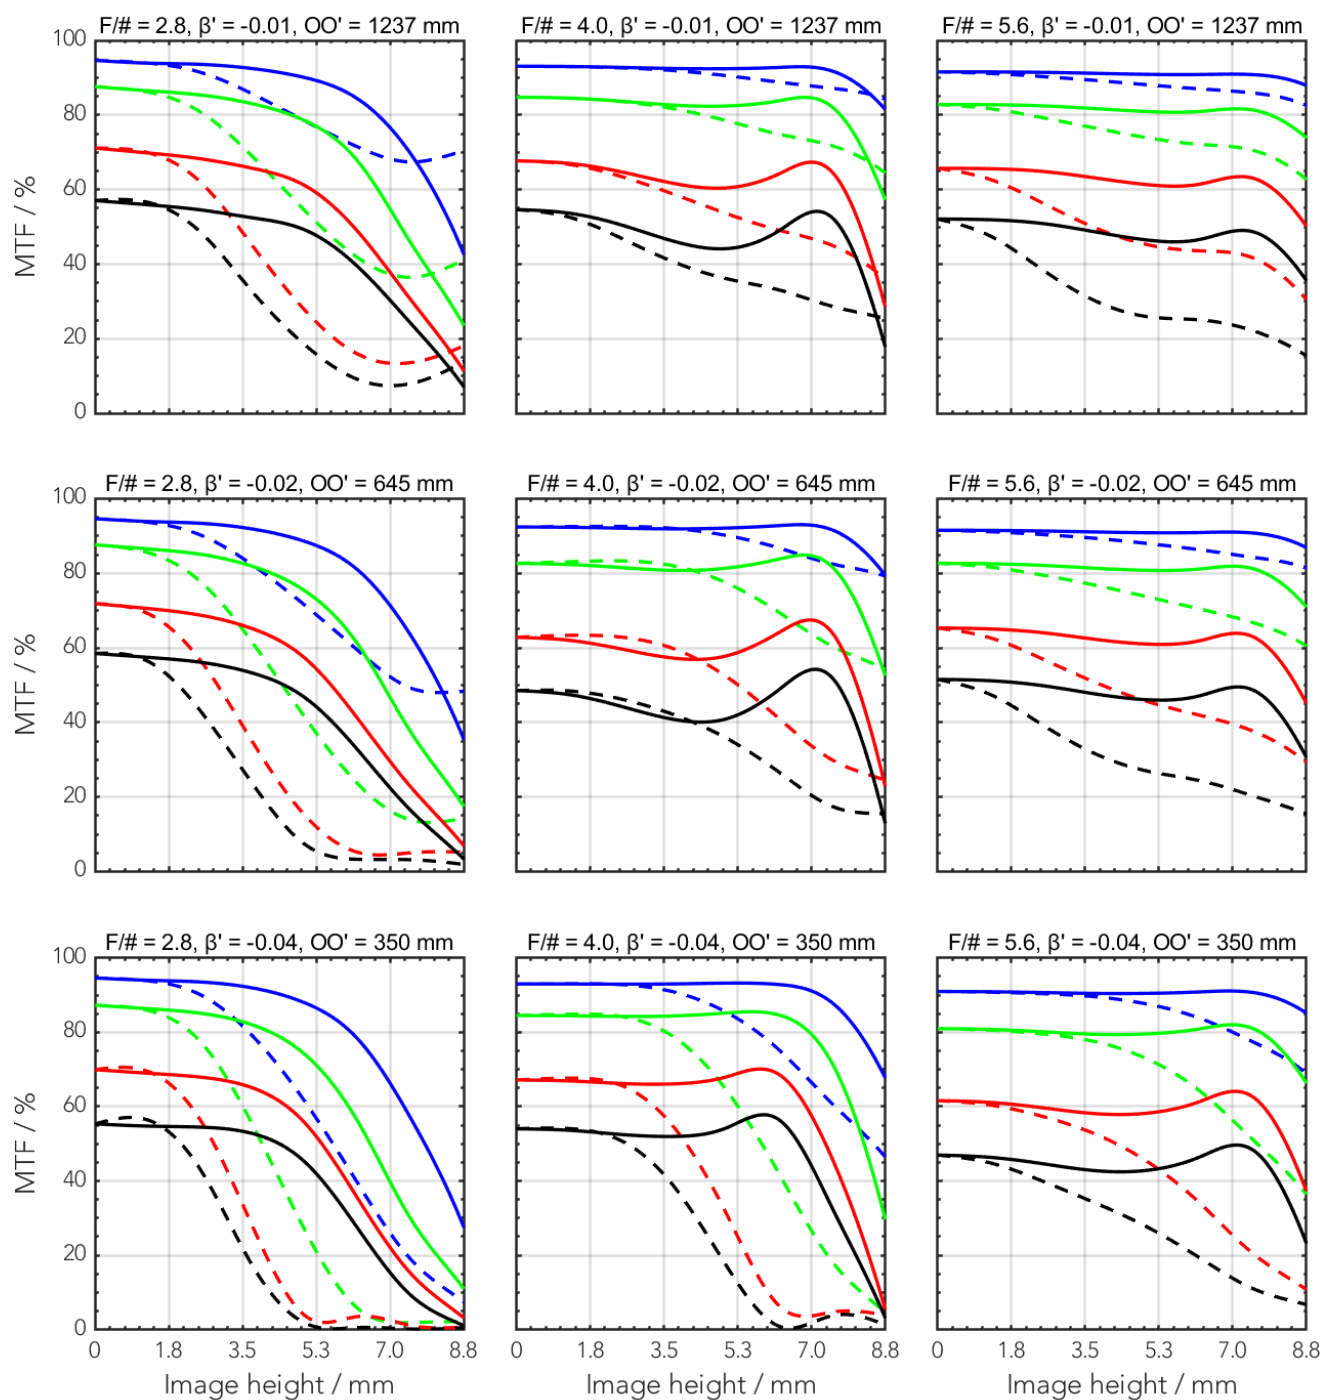 F/# = 2.8, β' = -0.01, OO' = 1237 mm
F/# = 4.0, β' = -0.01, OO' = 1237 mm
F/# = 5.6, β' = -0.01, OO' = 1237 mm
100
80
60
40
20
0
MTF / %
F/# = 2.8, β' = -0.02, OO' = 645 mm
F/# = 4.0, β' = -0.02, OO' = 645 mm
F/# = 5.6, β' = -0.02, OO' = 645 mm
100
80
60
40
20
0
MTF / %
F/# = 2.8, β' = -0.04, OO' = 350 mm
F/# = 4.0, β' = -0.04, OO' = 350 mm
F/# = 5.6, β' = -0.04, OO' = 350 mm
100
80
60
40
20
0
MTF / %
0 1.8 3.5 5.3 7.0 8.8
0 1.8 3.5 5.3 7.0 8.8
0 1.8 3.5 5.3 7.0 8.8
Image height / mm
Image height / mm
Image height / mm